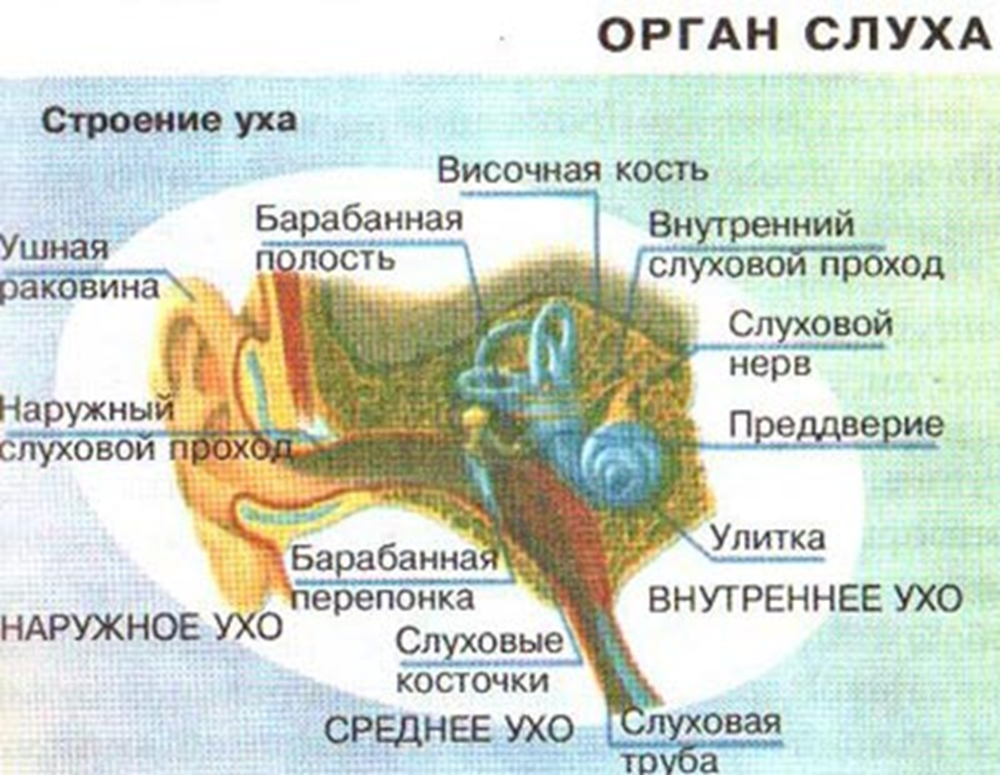 ОРГАН СЛУХА
Строение уха
Височная кость
Барабанная
полость
Внутренний
слуховой проход
Ушная
раковина
Слуховой
нерв
Наружный
слуховой проход
Преддверие
Улитка
Барабанная
перепонка
ВНУТРЕННЕЕ УХО
НАРУЖНОЕ УХО
Слуховые
косточки
СРЕДНЕЕ УХО
Слуховая
труба